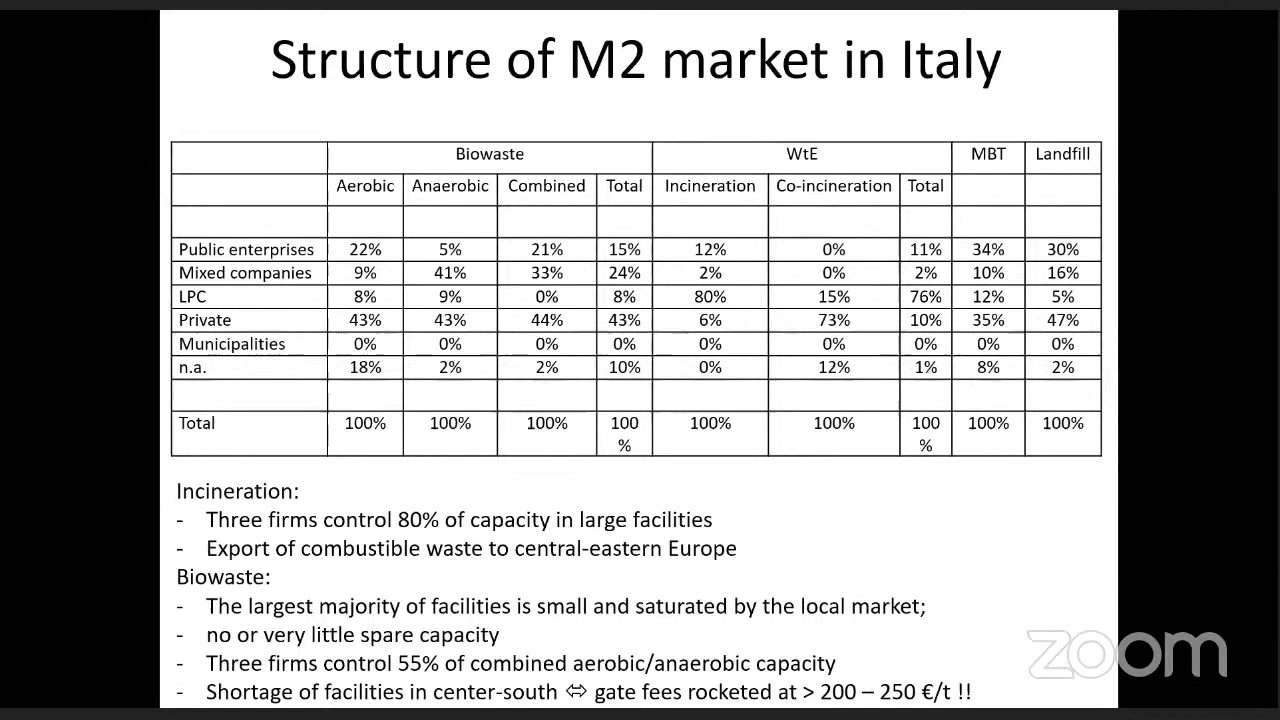 Structure of M2 market in Italy
Biowaste WtE MBT Landfill
Aerobic Anaerobic Combined Total Incineration Co-incineration Total
Public enterprises 22% 5% 21% 15% 12% 0% 11% 34% 30%
Mixed companies 9% 41% 33% 24% 2% 0% 2% 10% 16%
LPC 8% 9% 0% 8% 80% 15% 76% 12% 5%
Private 43% 43% 44% 43% 6% 73% 10% 35% 47%
Municipalities 0% 0% 0% 0% 0% 0% 0% 0% 0%
n.a. 18% 2% 2% 10% 0% 12% 1% 8% 2%
Total 100% 100% 100% 100 100% 100% 100 100% 100%
% %
Incineration:
- Three firms control 80% of capacity in large facilities
- Export of combustible waste to central-eastern Europe
Biowaste:
- The largest majority of facilities is small and saturated by the local market;
- no or very little spare capacity
- Three firms control 55% of combined aerobic/anaerobic capacity
- Shortage of facilities in center-south ⬄ gate fees rocketed at > 200 – 250 €/t !!
zoom